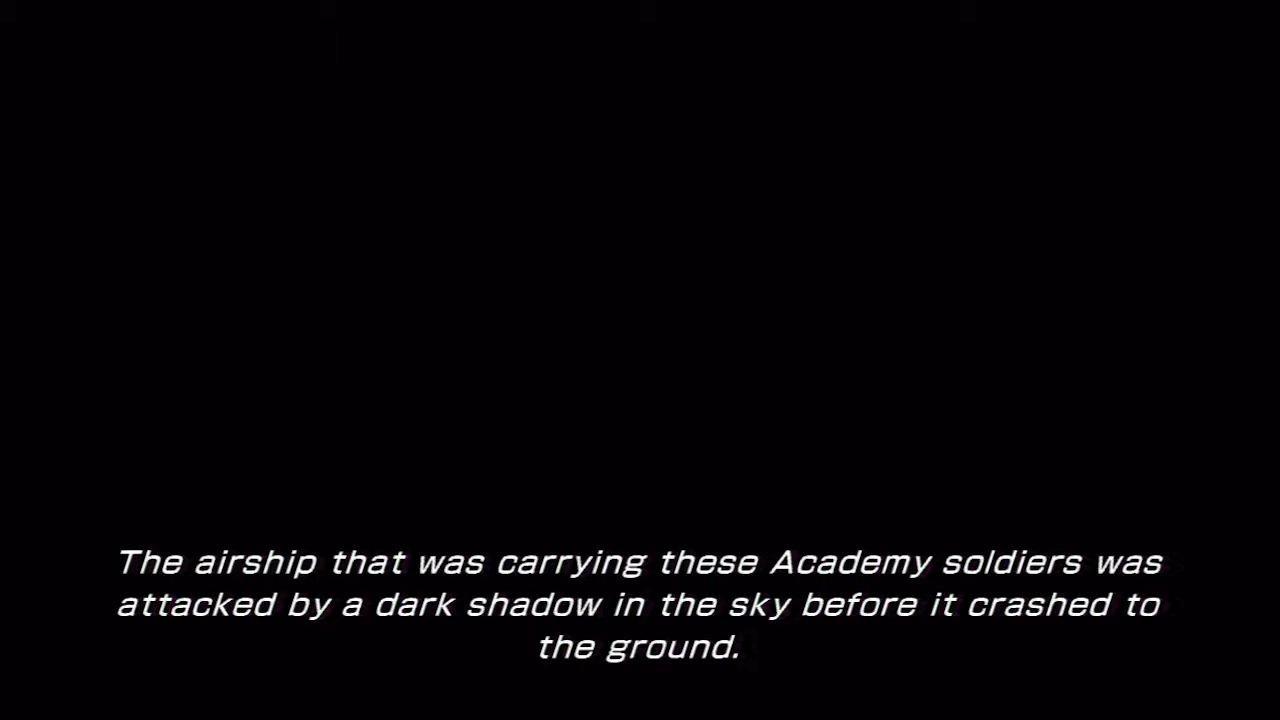 The airship that was carrying these Academy soldiers was
attacked by a dark shadow in the sky before it crashed to
the ground.